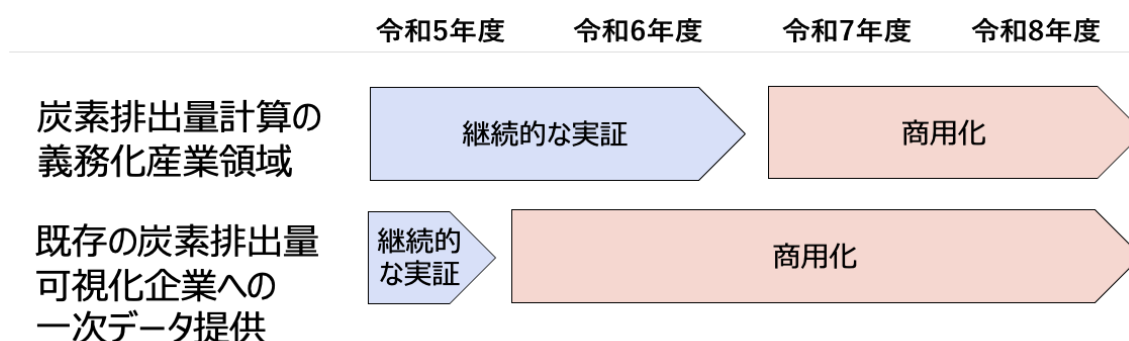 令和5年度 令和6年度 令和7年度 令和8年度
炭素排出量計算の
義務化産業領域
継続的な実証
商用化
既存の炭素排出量
可視化企業への
一次データ提供
継続的
な実証
商用化